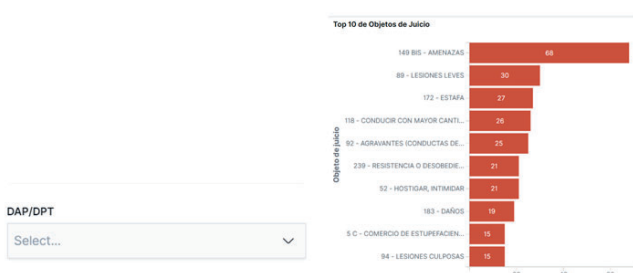 Top 10 de Objetos de Juicio
149 BIS - AMENAZAS
68
89 - LESIONES LEVES
30
172 - ESTAFA
27
118 - CONDUCIR CON MAYOR CANTI...
26
92 - AGRAVANTES (CONDUCTAS DE...
25
239 - RESISTENCIA O DESOBEDIE...
21
52 - HOSTIGAR, INTIMIDAR
21
183 - DAÑOS
19
5 C - COMERCIO DE ESTUPEFACIEN...
15
94 - LESIONES CULPOSAS
15
Objeto de juicio
DAP/DPT
Select...